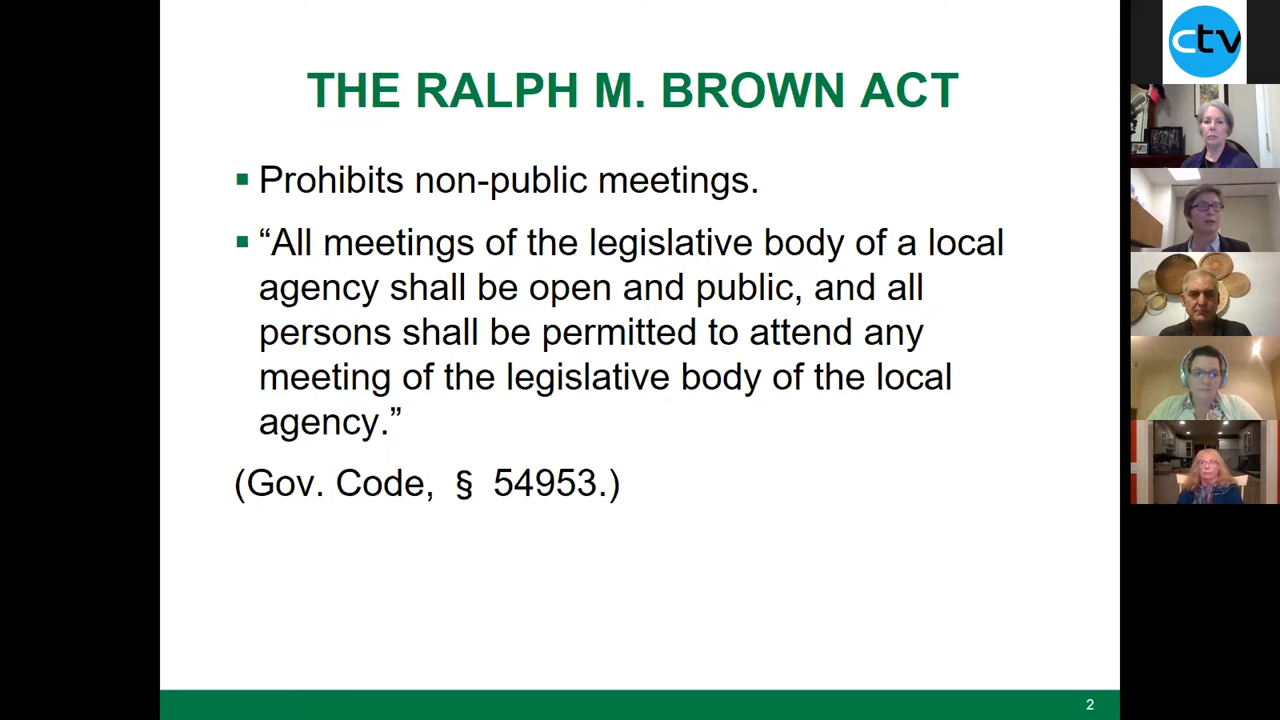 THE RALPH M. BROWN ACT
Prohibits non-public meetings.
“All meetings of the legislative body of a local
agency shall be open and public, and all
persons shall be permitted to attend any
meeting of the legislative body of the local
agency.”
(Gov. Code, § 54953.)
2
ctv